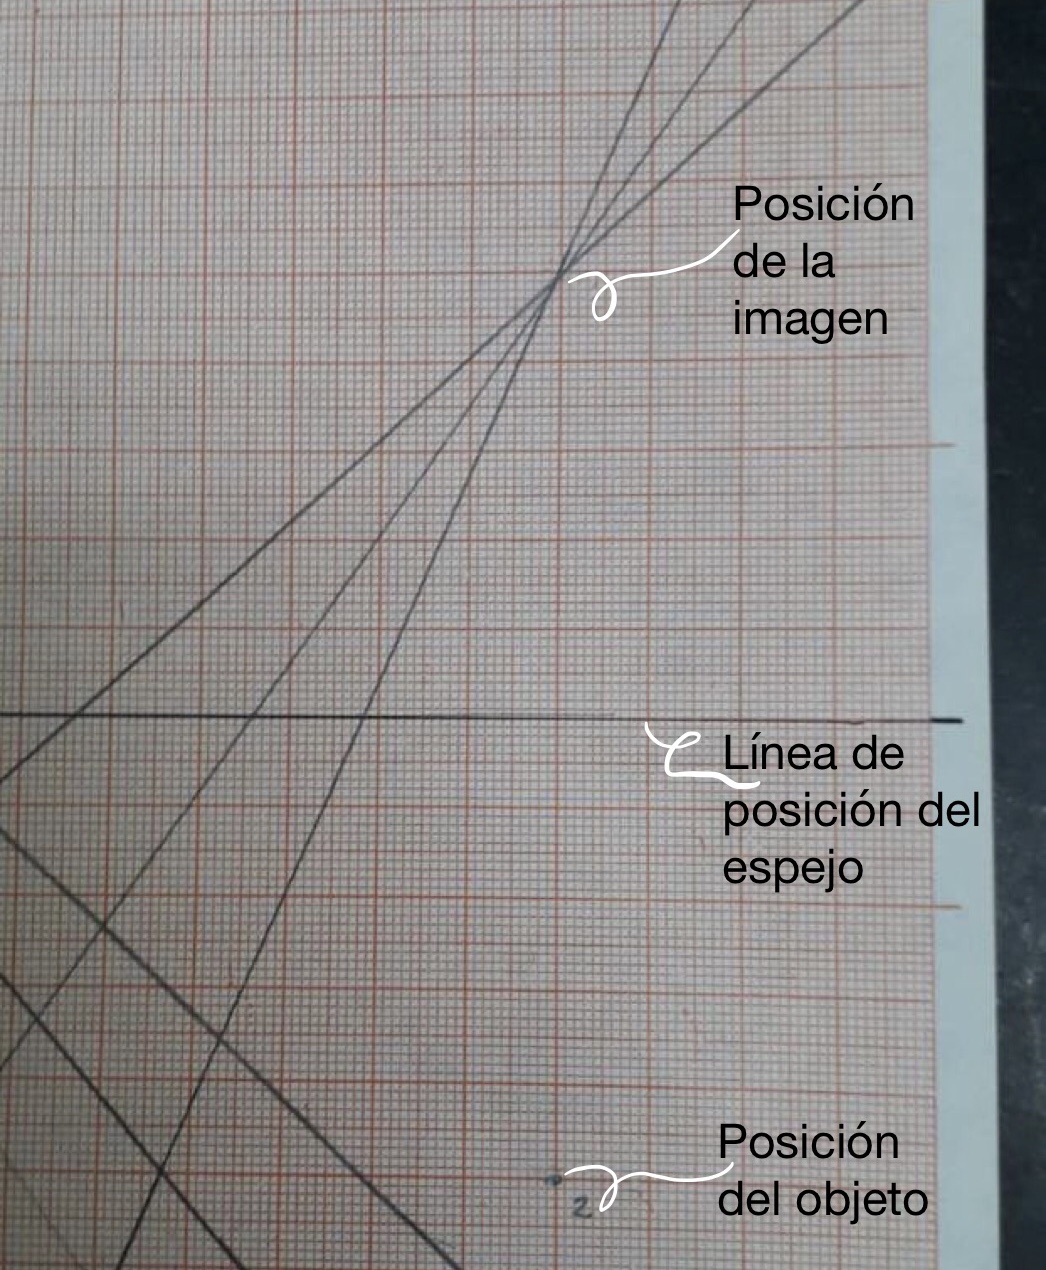 Posición
de la
imagen
Línea de
posición del
espejo
Posición
del objeto
2